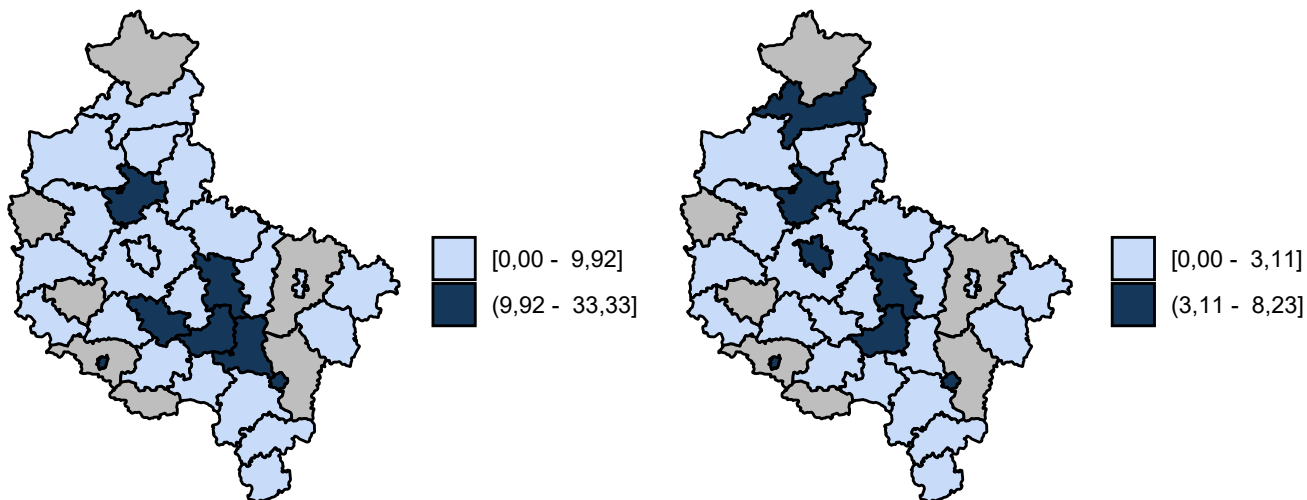 [0,00 - 9,92]
(9,92 - 33,33]
[0,00 - 3,11]
(3,11 - 8,23]